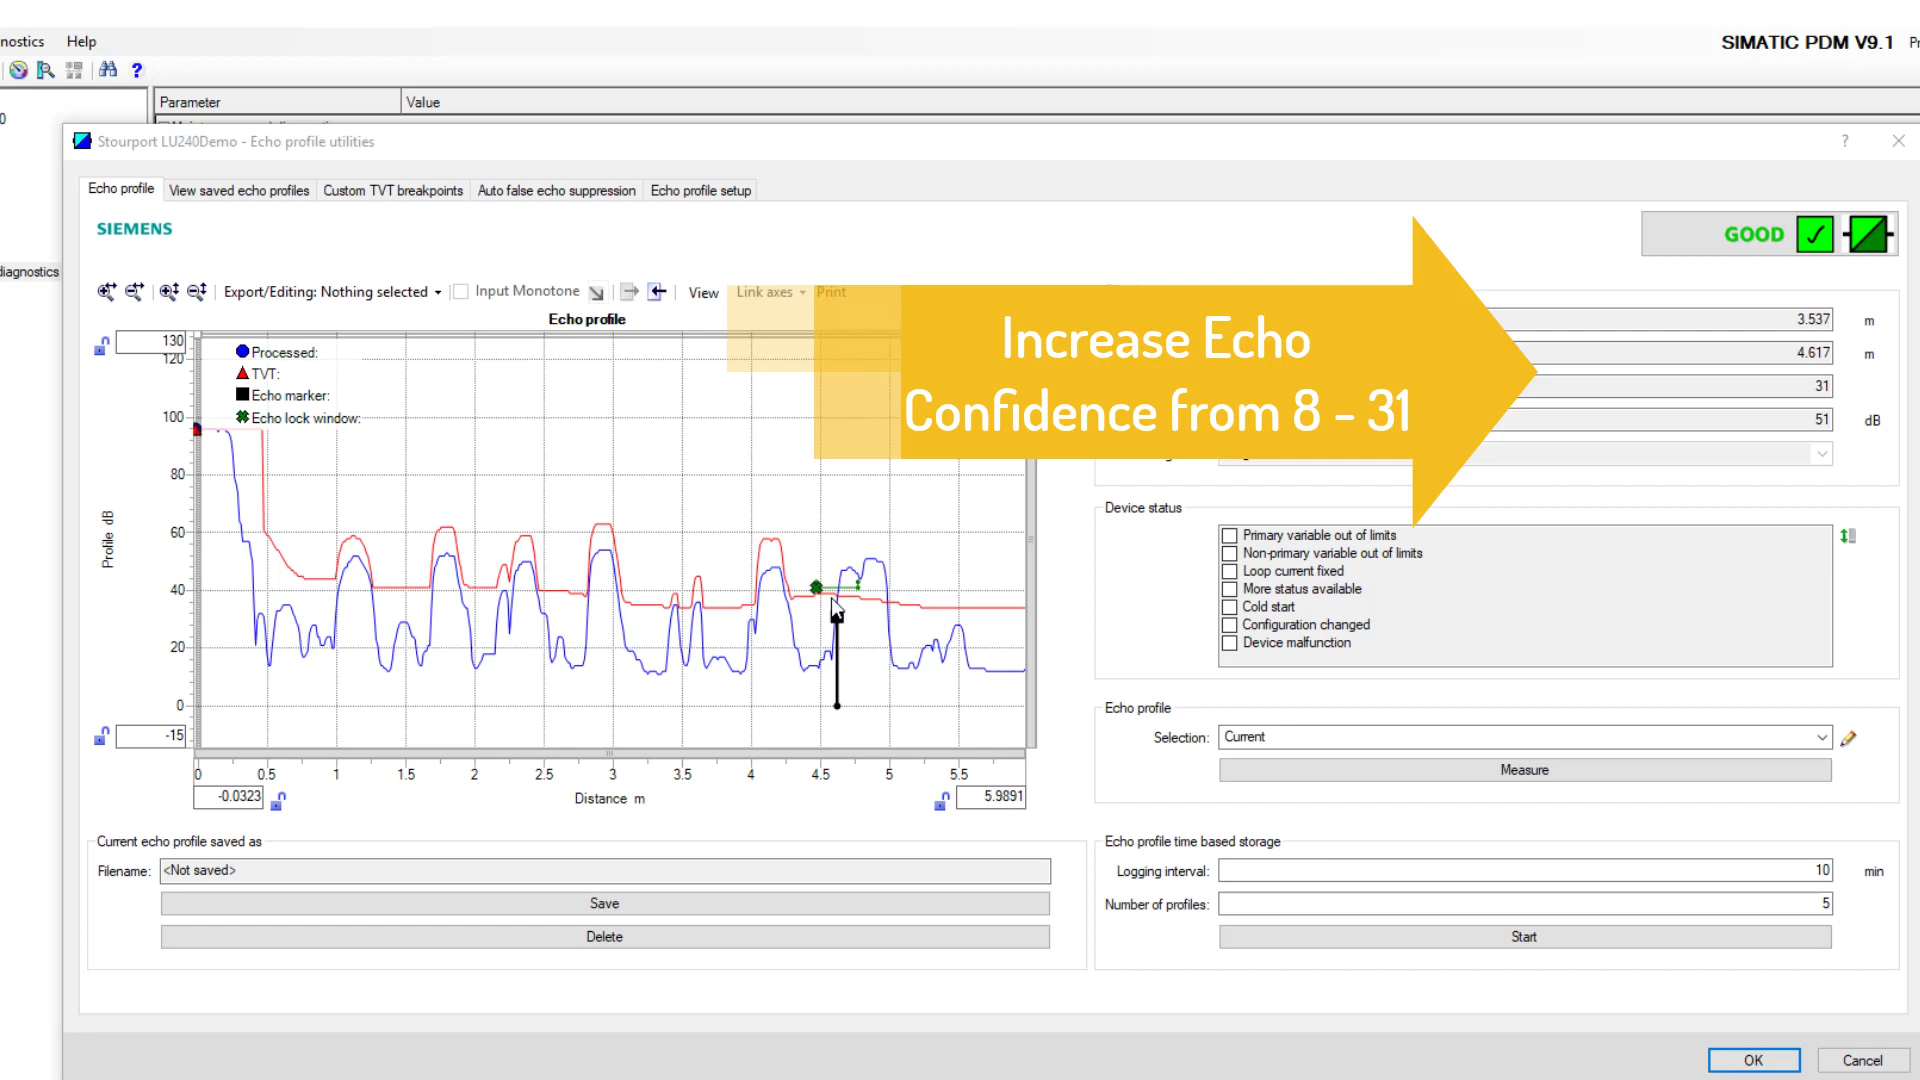 nostics Help
SIMATIC PDM V9.1
Parameter Value
Stourport LU240Demo - Echo profile utilities
Echo profile View saved echo profiles Custom TVT breakpoints Auto false echo suppression Echo profile setup
SIEMENS
GOOD
diagnostics
Export/Editing: Nothing selected Input Monotone View Link axes Print
Echo profile
Increase Echo
Confidence from 8 - 31
3.537 m
4.617 m
31
51 dB
130
120
100
80
60
40
20
0
-15
Profile dB
Processed:
TVT:
Echo marker:
Echo lock window:
0 0.5 1 1.5 2 2.5 3 3.5 4 4.5 5 5.5
-0.0323 Distance m 5.9891
Device status
Primary variable out of limits
Non-primary variable out of limits
Loop current fixed
More status available
Cold start
Configuration changed
Device malfunction
Echo profile
Selection: Current
Measure
Current echo profile saved as
Filename: <Not saved>
Save
Delete
Echo profile time based storage
Logging interval: 10 min
Number of profiles: 5
Start
OK Cancel